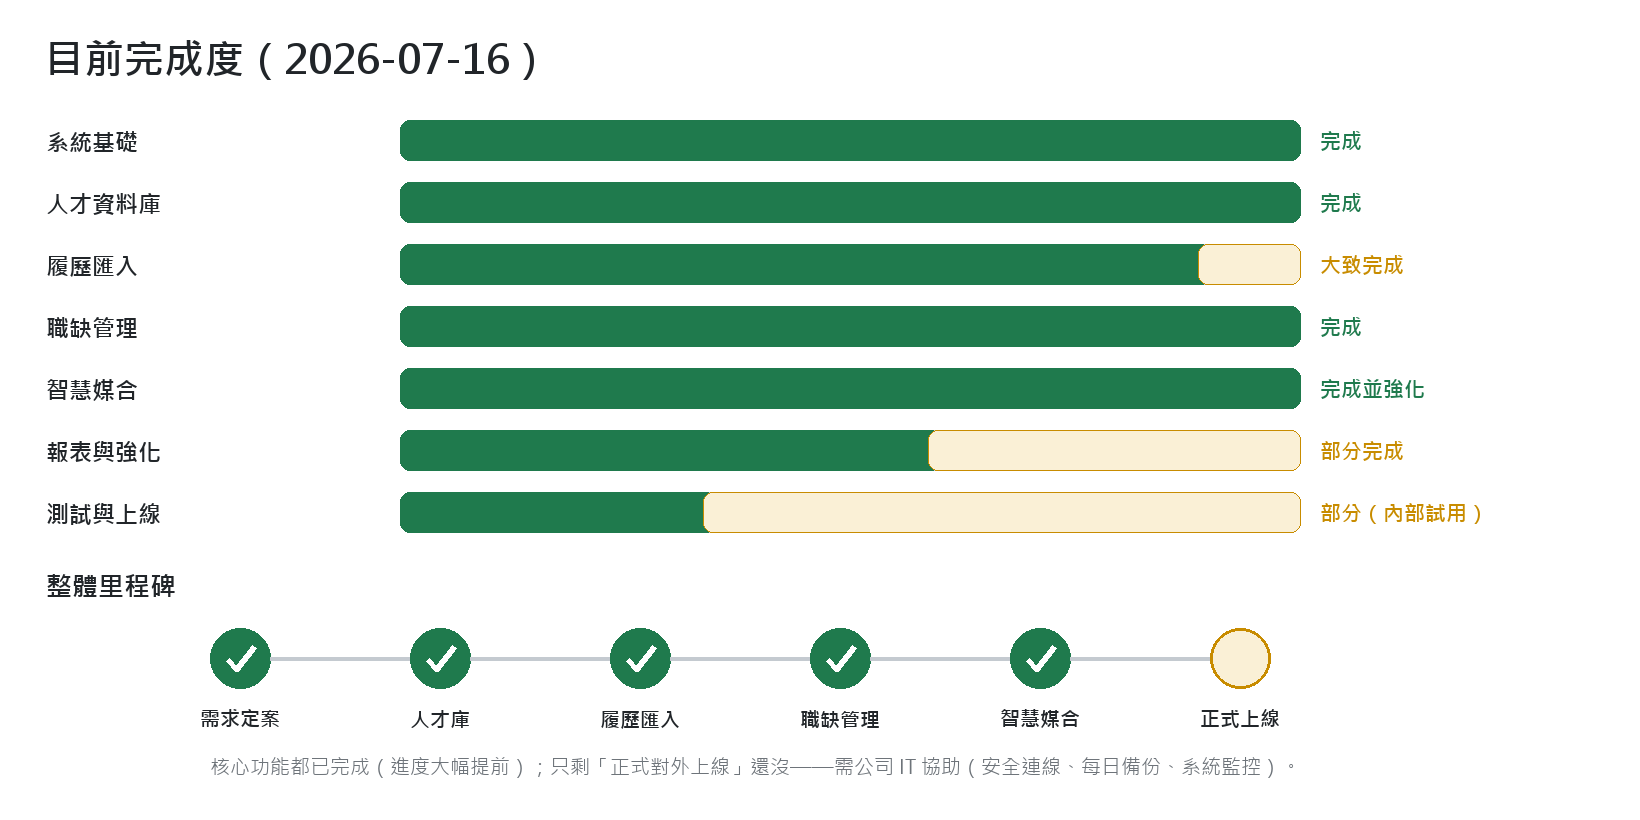 目前完成度（2026-07-16）
系統基礎 完成
人才資料庫 完成
履歷匯入 大致完成
職缺管理 完成
智慧媒合 完成並強化
報表與強化 部分完成
測試與上線 部分（內部試用）
整體里程碑
需求定案 人才庫 履歷匯入 職缺管理 智慧媒合 正式上線
核心功能都已完成（進度大幅提前）；只剩「正式對外上線」還沒——需公司 IT 協助（安全連線、每日備份、系統監控）。